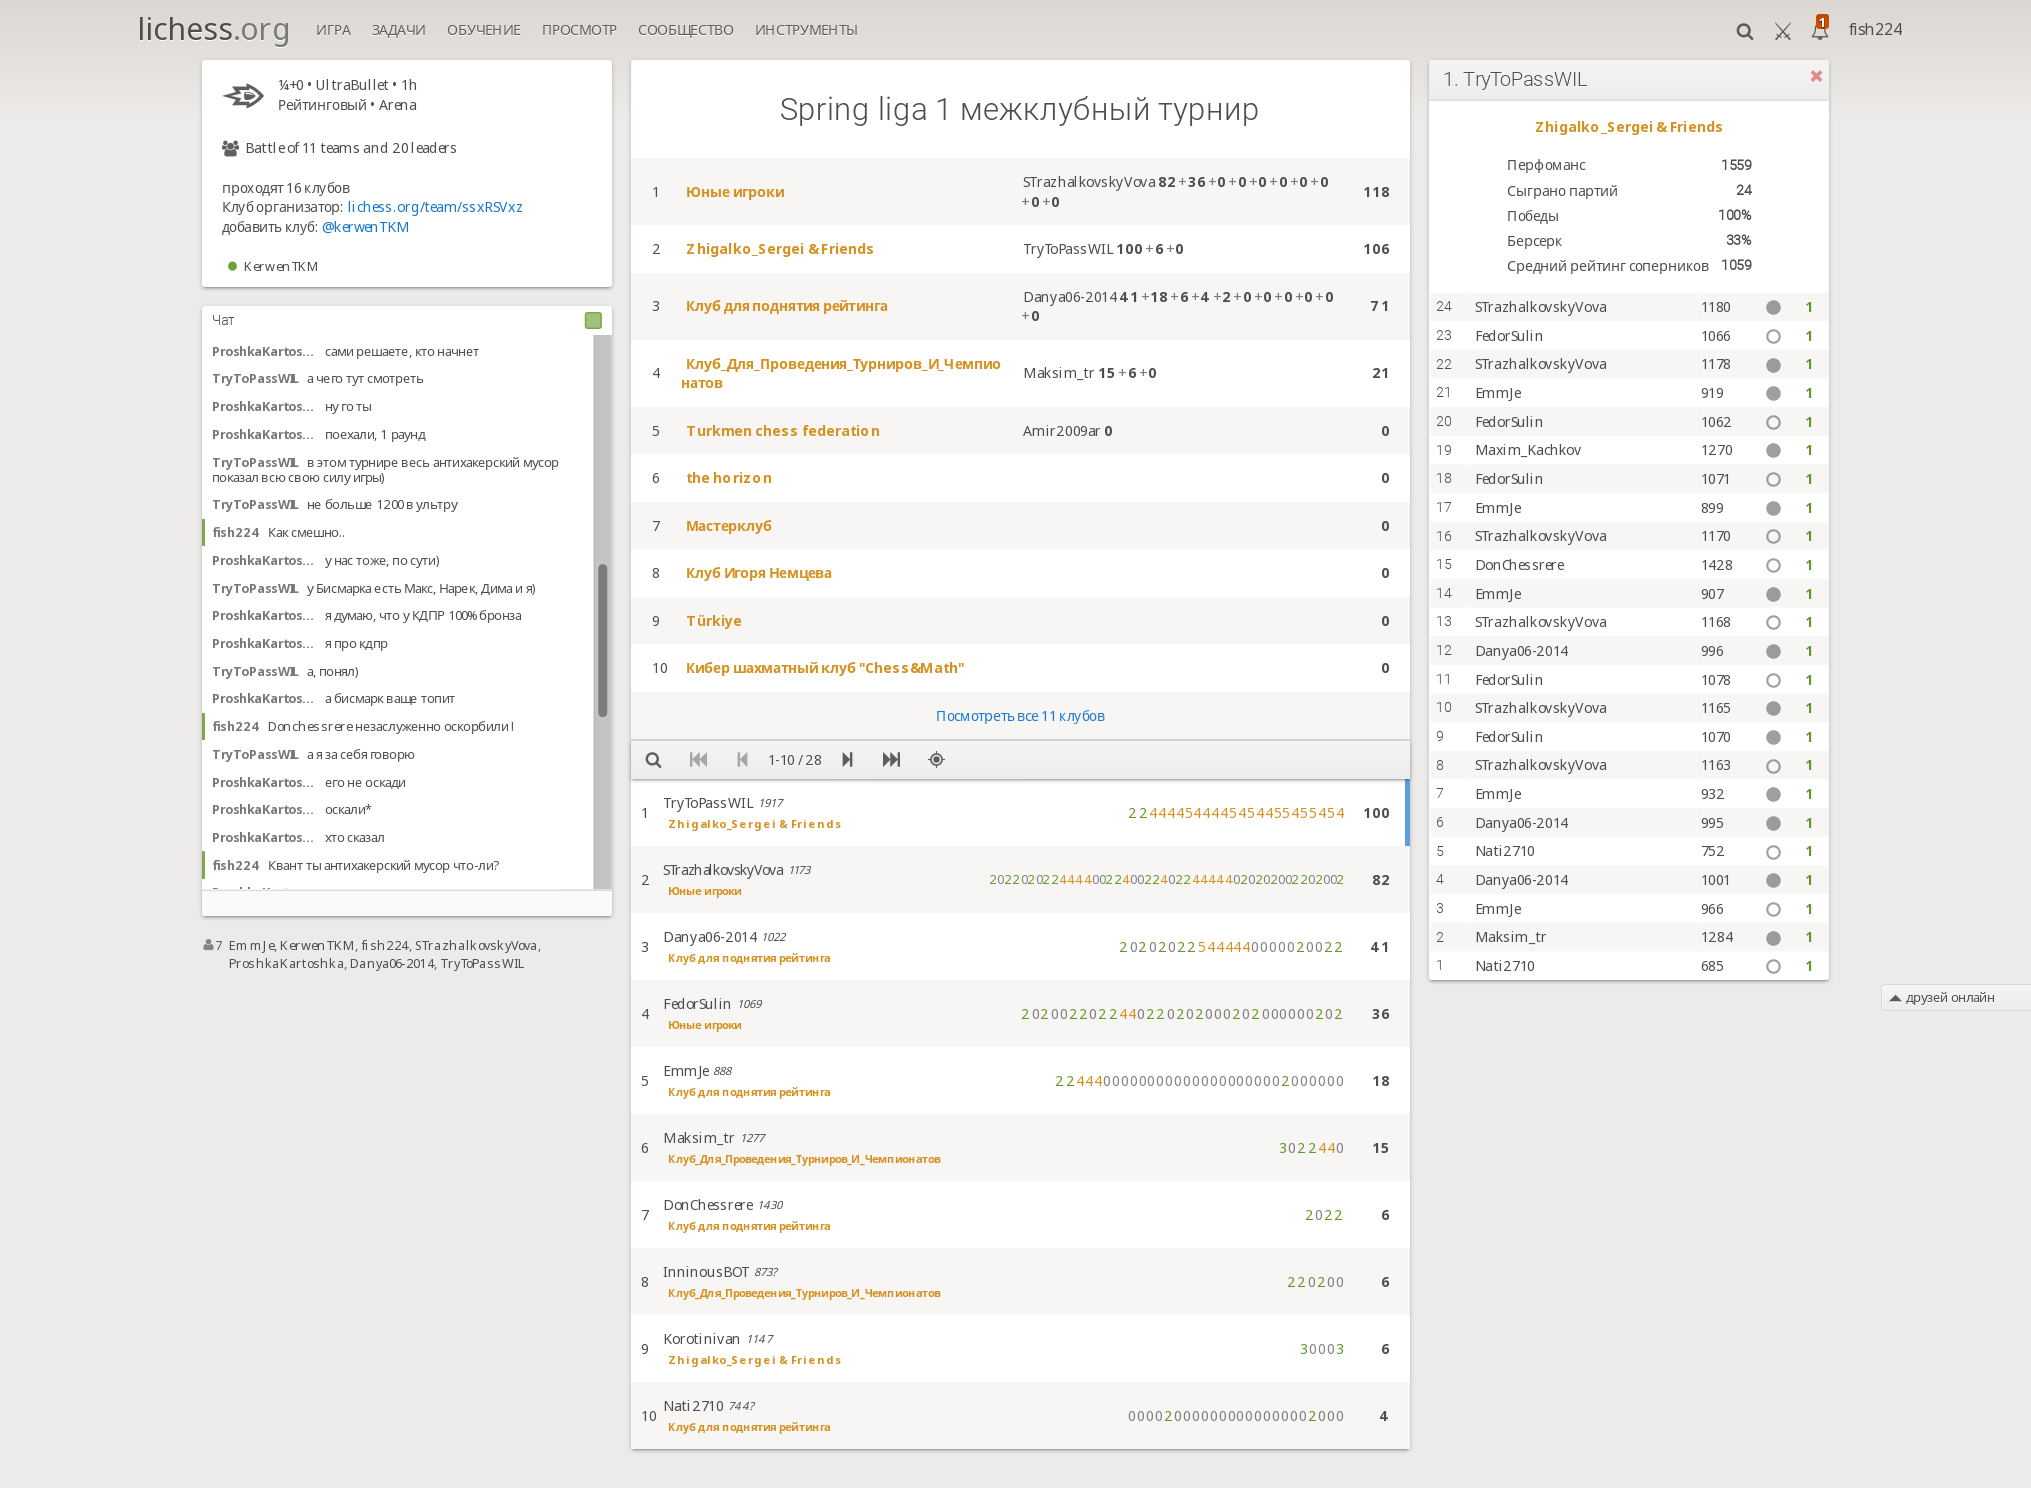 lichess.org ИГРА ЗАДАЧИ ОБУЧЕНИЕ ПРОСМОТР СООБЩЕСТВО ИНСТРУМЕНТЫ 1 fish224
¼+0 • UltraBullet • 1h
Рейтинговый • Arena
Battle of 11 teams and 20 leaders
проходят 16 клубов
Клуб организатор: lichess.org/team/ssxRSVxz
добавить клуб: @kerwenTKM
KerwenTKM
Чат
ProshkaKartos... сами решаете, кто начнет
TryToPassWIL а чего тут смотреть
ProshkaKartos... ну го ты
ProshkaKartos... поехали, 1 раунд
TryToPassWIL в этом турнире весь антихакерский мусор
показал всю свою силу игры)
TryToPassWIL не больше 1200 в ультру
fish224 Как смешно..
ProshkaKartos... у нас тоже, по сути)
TryToPassWIL у Бисмарка есть Макс, Нарек, Дима и я)
ProshkaKartos... я думаю, что у КДПР 100% бронза
ProshkaKartos... я про кдпр
TryToPassWIL а, понял)
ProshkaKartos... а бисмарк ваще топит
fish224 Donchessrere незаслуженно оскорбили!
TryToPassWIL а я за себя говорю
ProshkaKartos... его не оскади
ProshkaKartos... оскали*
ProshkaKartos... хто сказал
fish224 Квант ты антихакерский мусор что-ли?
7 EmmJe, KerwenTKM, fish224, STrazhalkovskyVova,
ProshkaKartoshka, Danya06-2014, TryToPassWIL
Spring liga 1 межклубный турнир
1 Юные игроки STrazhalkovskyVova 82 +36 +0 +0 +0 +0 +0 +0
+0 +0 118
2 Zhigalko_Sergei & Friends TryToPassWIL 100 +6 +0 106
3 Клуб для поднятия рейтинга Danya06-2014 41 +18 +6 +4 +2 +0 +0 +0 +0 +0
+0 71
4 Клуб_Для_Проведения_Турниров_И_Чемпио
натов Maksim_tr 15 +6 +0 21
5 Turkmen chess federation Amir2009ar 0 0
6 the horizon 0
7 Мастерклуб 0
8 Клуб Игоря Немцева 0
9 Türkiye 0
10 Кибер шахматный клуб "Chess&Math" 0
Посмотреть все 11 клубов
1-10 / 28
1 TryToPassWIL 1917 2244445444454544554554​54 100
Zhigalko_Sergei & Friends
2 STrazhalkovskyVova 1173 2022020224444002240022402244444020202002202002 82
Юные игроки
3 Danya06-2014 1022 202020225444440000020022 41
Клуб для поднятия рейтинга
4 FedorSulin 1069 202002202244022020200020200000​0202 36
Юные игроки
5 EmmJe 888 22444000000000000000000002000000 18
Клуб для поднятия рейтинга
6 Maksim_tr 1277 3022440 15
Клуб_Для_Проведения_Турниров_И_Чемпионатов
7 DonChessrere 1430 2022 6
Клуб для поднятия рейтинга
8 InninousBOT 873? 220200 6
Клуб_Для_Проведения_Турниров_И_Чемпионатов
9 Korotinivan 1147 30003 6
Zhigalko_Sergei & Friends
10 Nati2710 744? 000020000000000000002000 4
Клуб для поднятия рейтинга
1. TryToPassWIL
Zhigalko_Sergei & Friends
Перфоманс 1559
Сыграно партий 24
Победы 100%
Берсерк 33%
Средний рейтинг соперников 1059
24 STrazhalkovskyVova 1180 1
23 FedorSulin 1066 1
22 STrazhalkovskyVova 1178 1
21 EmmJe 919 1
20 FedorSulin 1062 1
19 Maxim_Kachkov 1270 1
18 FedorSulin 1071 1
17 EmmJe 899 1
16 STrazhalkovskyVova 1170 1
15 DonChessrere 1428 1
14 EmmJe 907 1
13 STrazhalkovskyVova 1168 1
12 Danya06-2014 996 1
11 FedorSulin 1078 1
10 STrazhalkovskyVova 1165 1
9 FedorSulin 1070 1
8 STrazhalkovskyVova 1163 1
7 EmmJe 932 1
6 Danya06-2014 995 1
5 Nati2710 752 1
4 Danya06-2014 1001 1
3 EmmJe 966 1
2 Maksim_tr 1284 1
1 Nati2710 685 1
друзей онлайн